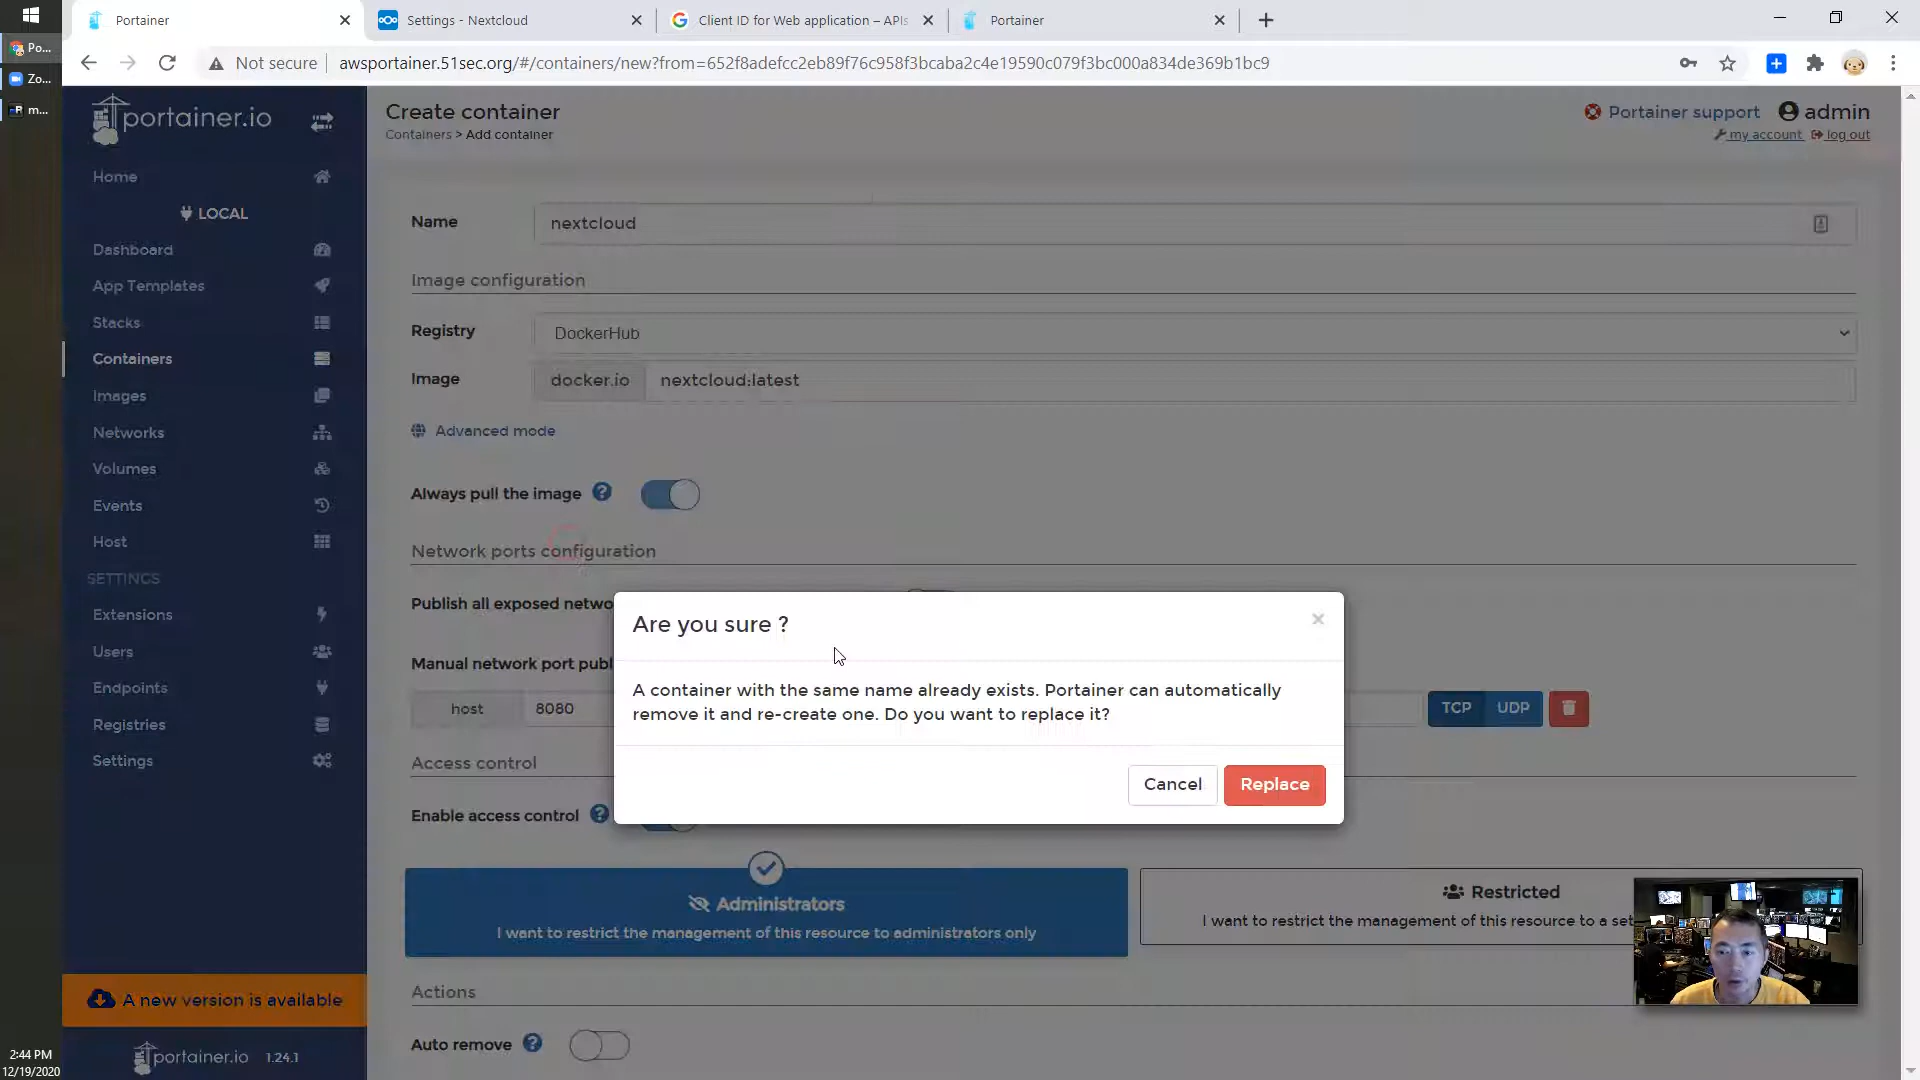 Portainer
Settings - Nextcloud
Client ID for Web application – APIs
Portainer
Po...
Zo...
m...
Not secure
awsportainer.51sec.org/#/containers/new?from=652f8adefcc2eb89f76c958f3bcaba2c4e19590c079f3bc000a834de369b1bc9
portainer.io
Create container
Containers > Add container
Portainer support
admin
my account
log out
Home
LOCAL
Dashboard
App Templates
Stacks
Containers
Images
Networks
Volumes
Events
Host
SETTINGS
Extensions
Users
Endpoints
Registries
Settings
A new version is available
portainer.io 1.24.1
2:44 PM
12/19/2020
Name
nextcloud
Image configuration
Registry
DockerHub
Image
docker.io
nextcloud:latest
Advanced mode
Always pull the image
Network ports configuration
Publish all exposed netwo
Manual network port publ
host
8080
TCP
UDP
Are you sure ?
×
A container with the same name already exists. Portainer can automatically
remove it and re-create one. Do you want to replace it?
Cancel
Replace
Access control
Enable access control
Administrators
I want to restrict the management of this resource to administrators only
Restricted
I want to restrict the management of this resource to a set
Actions
Auto remove